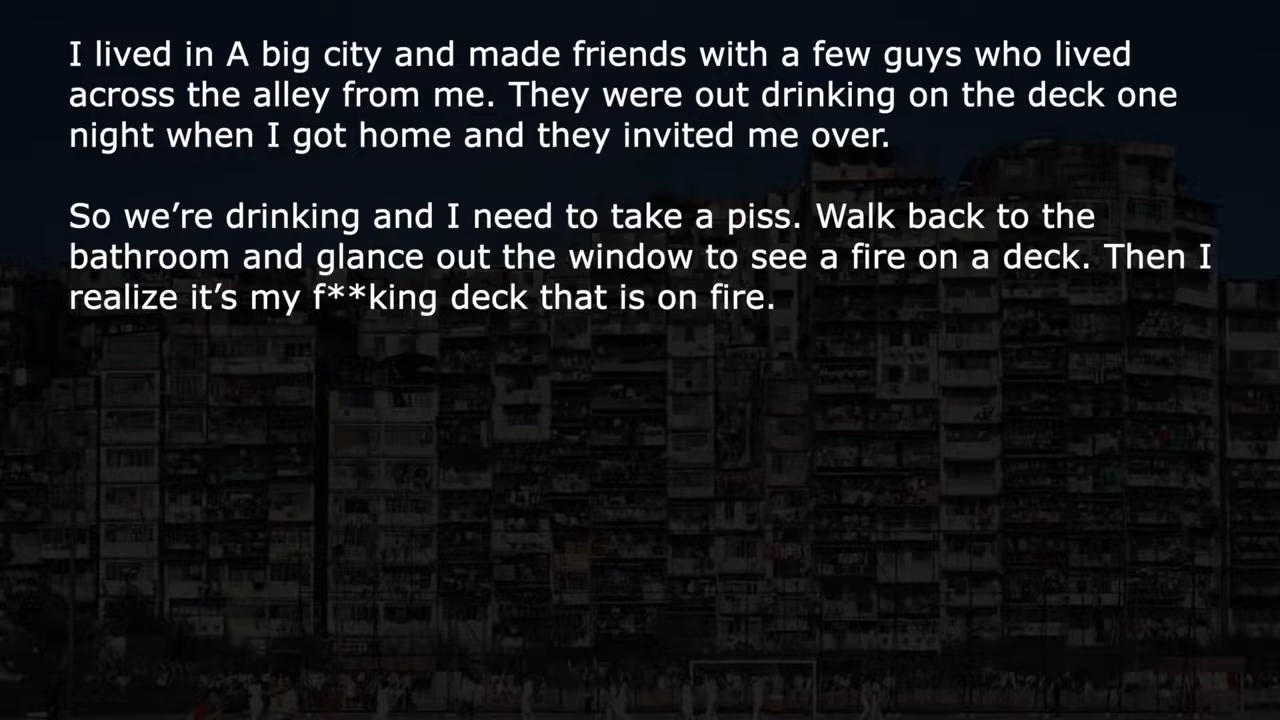 I lived in A big city and made friends with a few guys who lived
across the alley from me. They were out drinking on the deck one
night when I got home and they invited me over.
So we’re drinking and I need to take a piss. Walk back to the
bathroom and glance out the window to see a fire on a deck. Then I
realize it’s my f**king deck that is on fire.